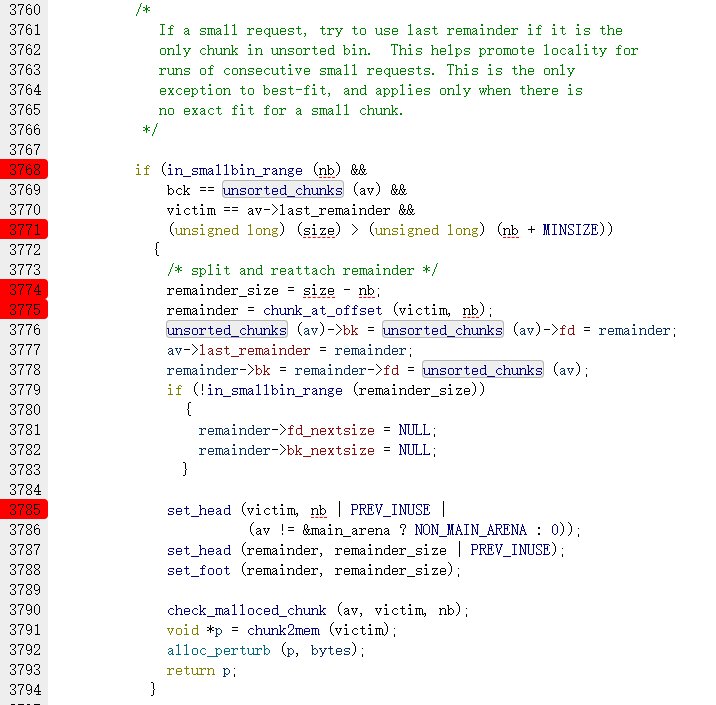 3760 /*
3761 If a small request, try to use last remainder if it is the
3762 only chunk in unsorted bin.  This helps promote locality for
3763 runs of consecutive small requests. This is the only
3764 exception to best-fit, and applies only when there is
3765 no exact fit for a small chunk.
3766 */
3767
3768 if (in_smallbin_range (nb) &&
3769 bck == unsorted_chunks (av) &&
3770 victim == av->last_remainder &&
3771 (unsigned long) (size) > (unsigned long) (nb + MINSIZE))
3772 {
3773 /* split and reattach remainder */
3774 remainder_size = size - nb;
3775 remainder = chunk_at_offset (victim, nb);
3776 unsorted_chunks (av)->bk = unsorted_chunks (av)->fd = remainder;
3777 av->last_remainder = remainder;
3778 remainder->bk = remainder->fd = unsorted_chunks (av);
3779 if (!in_smallbin_range (remainder_size))
3780 {
3781 remainder->fd_nextsize = NULL;
3782 remainder->bk_nextsize = NULL;
3783 }
3784
3785 set_head (victim, nb | PREV_INUSE |
3786 (av != &main_arena ? NON_MAIN_ARENA : 0));
3787 set_head (remainder, remainder_size | PREV_INUSE);
3788 set_foot (remainder, remainder_size);
3789
3790 check_malloced_chunk (av, victim, nb);
3791 void *p = chunk2mem (victim);
3792 alloc_perturb (p, bytes);
3793 return p;
3794 }